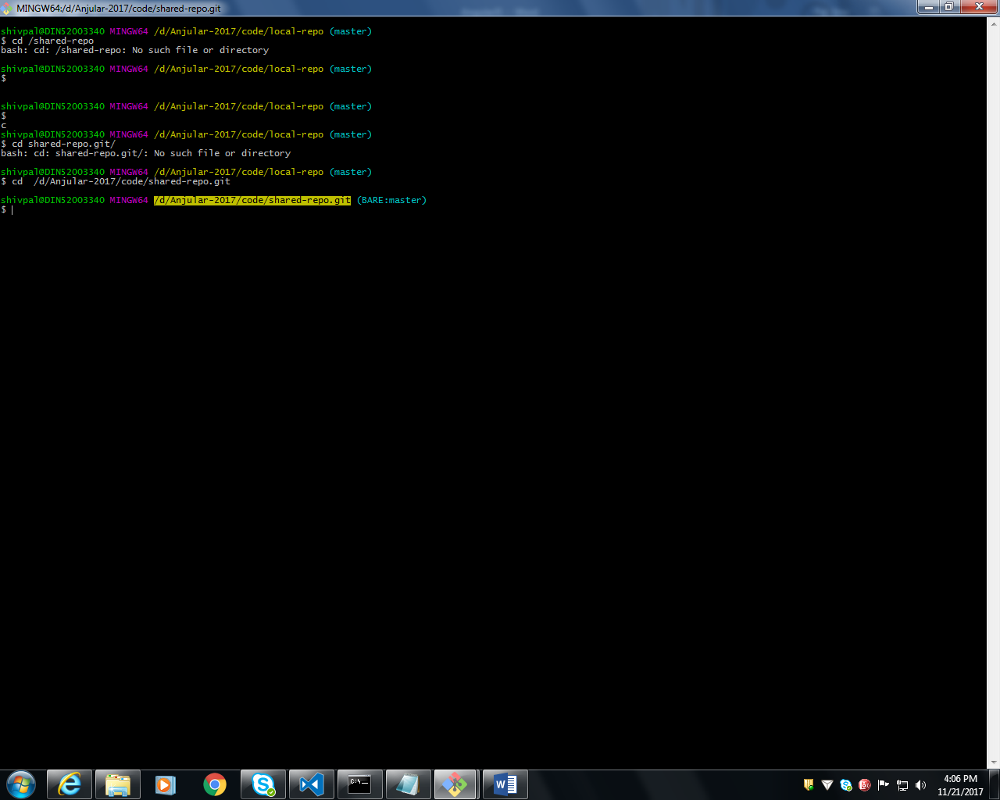 MINGW64:/d/Anjular-2017/code/shared-repo.git
shivpal@DIN52003340 MINGW64 /d/Anjular-2017/code/local-repo (master)
$ cd /shared-repo
bash: cd: /shared-repo: No such file or directory
shivpal@DIN52003340 MINGW64 /d/Anjular-2017/code/local-repo (master)
$
shivpal@DIN52003340 MINGW64 /d/Anjular-2017/code/local-repo (master)
$
c
shivpal@DIN52003340 MINGW64 /d/Anjular-2017/code/local-repo (master)
$ cd shared-repo.git/
bash: cd: shared-repo.git/: No such file or directory
shivpal@DIN52003340 MINGW64 /d/Anjular-2017/code/local-repo (master)
$ cd  /d/Anjular-2017/code/shared-repo.git
shivpal@DIN52003340 MINGW64 /d/Anjular-2017/code/shared-repo.git (BARE:master)
$
4:06 PM
11/21/2017